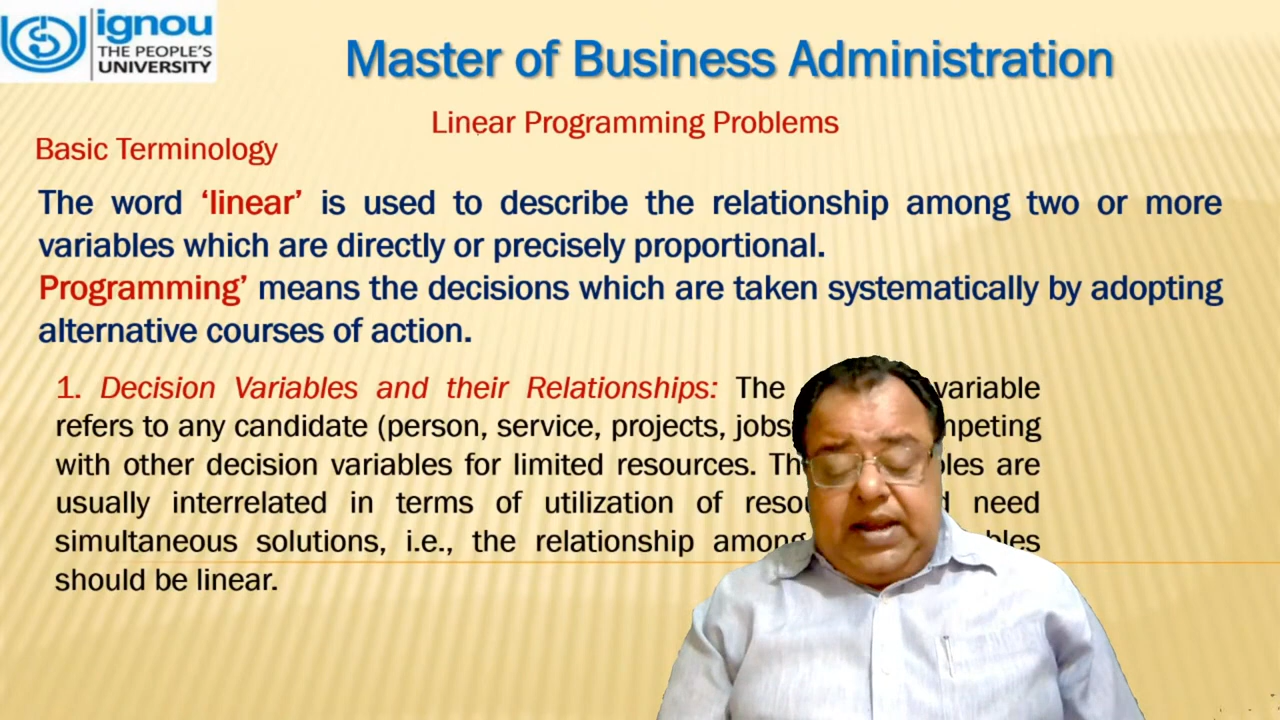 ignou
THE PEOPLE'S
UNIVERSITY
Master of Business Administration
Linear Programming Problems
Basic Terminology
The word ‘linear’ is used to describe the relationship among two or more
variables which are directly or precisely proportional.
Programming’ means the decisions which are taken systematically by adopting
alternative courses of action.
1. Decision Variables and their Relationships: The variable
refers to any candidate (person, service, projects, jobs
with other decision variables for limited resources. are
usually interrelated in terms of utilization of need
simultaneous solutions, i.e., the relationship among
should be linear.